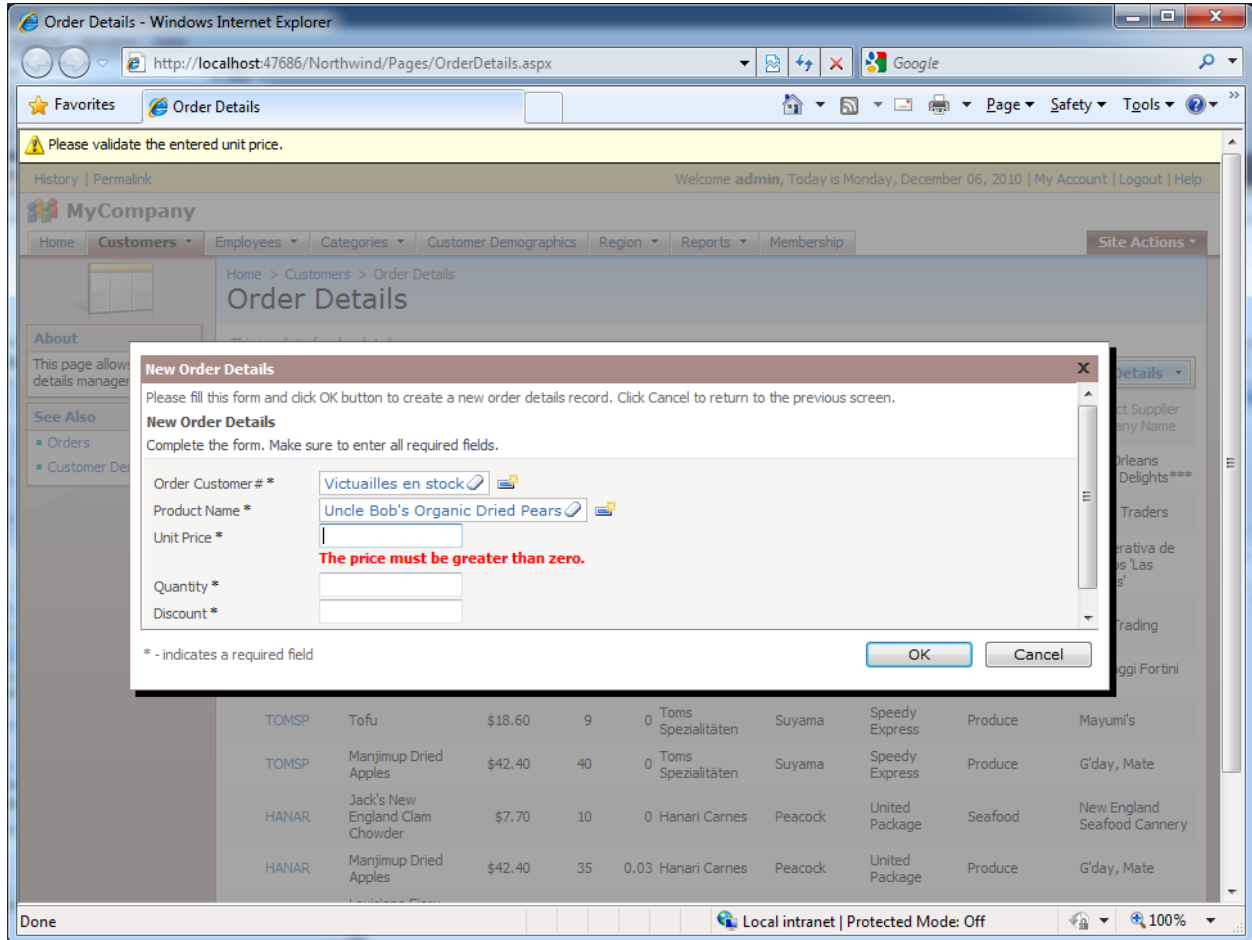 Order Details - Windows Internet Explorer
http://localhost:47686/Northwind/Pages/OrderDetails.aspx
Google
Favorites
Order Details
Page Safety Tools
Please validate the entered unit price.
History | Permalink
Welcome admin, Today is Monday, December 06, 2010 | My Account | Logout | Help
MyCompany
Home Customers Employees Categories Customer Demographics Region Reports Membership Site Actions
Home > Customers > Order Details
Order Details
About
This page allow
details manager
See Also
Orders
Customer De
New Order Details x
Please fill this form and click OK button to create a new order details record. Click Cancel to return to the previous screen.
New Order Details
Complete the form. Make sure to enter all required fields.
Order Customer# * Victuailles en stock
Product Name * Uncle Bob's Organic Dried Pears
Unit Price *
The price must be greater than zero.
Quantity *
Discount *
* - indicates a required field
OK Cancel
Details
ct Supplier
any Name
Orleans
Delights***
Traders
erativa de
os 'Las
s'
Trading
ggi Fortini
TOMSP Tofu $18.60 9 0 Toms Spezialitäten Suyama Speedy Express Produce Mayumi's
TOMSP Manjimup Dried Apples $42.40 40 0 Toms Spezialitäten Suyama Speedy Express Produce G'day, Mate
HANAR Jack's New England Clam Chowder $7.70 10 0 Hanari Carnes Peacock United Package Seafood New England Seafood Cannery
HANAR Manjimup Dried Apples $42.40 35 0.03 Hanari Carnes Peacock United Package Produce G'day, Mate
Done
Local intranet | Protected Mode: Off
100%